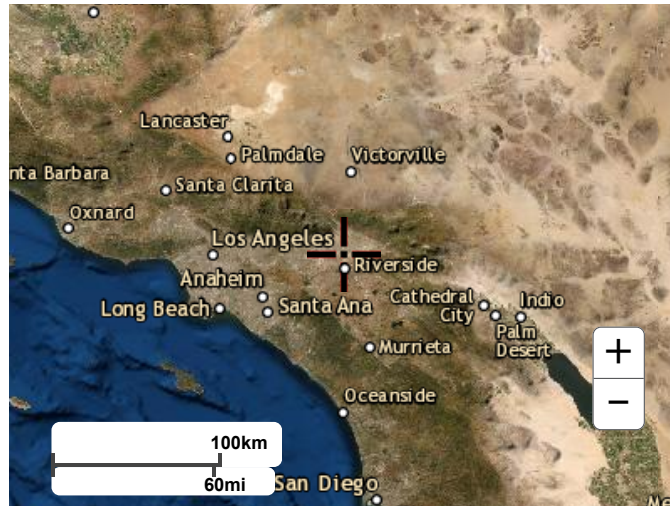 Lancaster
Palmdale
Victorville
nta Barbara
Santa Clarita
Oxnard
Los Angeles
Riverside
Anaheim
Cathedral
City
Indio
Long Beach
Santa Ana
Palm
Desert
Murrieta
+
−
Oceanside
100km
60mi
San Diego
Me